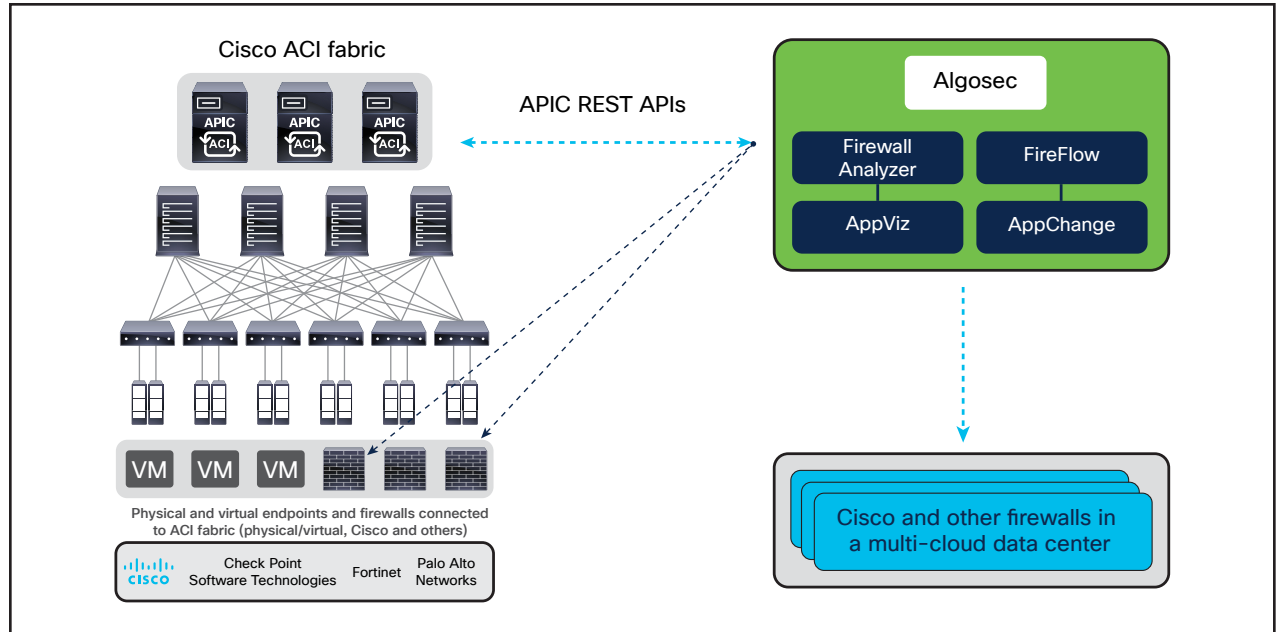 Cisco ACI fabric
APIC
ACI
APIC
ACI
APIC
ACI
APIC REST APIs
Algosec
Firewall
Analyzer
FireFlow
AppViz
AppChange
VM
VM
VM
Physical and virtual endpoints and firewalls connected
to ACI fabric (physical/virtual, Cisco and others)
CISCO
Check Point
Software Technologies
Fortinet
Palo Alto
Networks
Cisco and other firewalls in
a multi-cloud data center